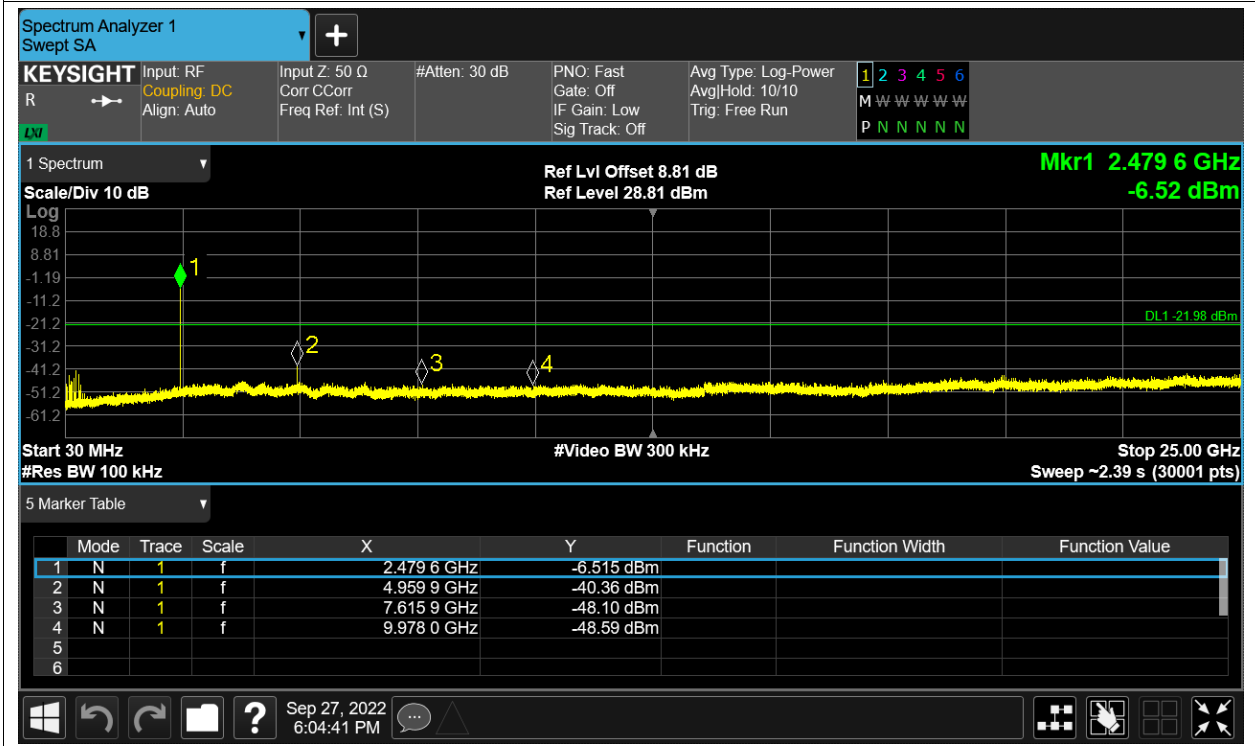 Spectrum Analyzer 1
Swept SA
+
KEYSIGHT Input: RF Input Z: 50 Ω #Atten: 30 dB PNO: Fast Avg Type: Log-Power 1 2 3 4 5 6
R Coupling: DC Corr CCorr Gate: Off Avg|Hold: 10/10 M W W W W W
Align: Auto Freq Ref: Int (S) IF Gain: Low Trig: Free Run
LXI Sig Track: Off P N N N N N
1 Spectrum Ref Lvl Offset 8.81 dB Mkr1 2.479 6 GHz
Scale/Div 10 dB Ref Level 28.81 dBm -6.52 dBm
Log
18.8
8.81
1
-1.19
-11.2
DL1 -21.98 dBm
-21.2
2
-31.2
3 4
-41.2
-51.2
-61.2
Start 30 MHz #Video BW 300 kHz Stop 25.00 GHz
#Res BW 100 kHz Sweep ~2.39 s (30001 pts)
5 Marker Table
Mode Trace Scale X Y Function Function Width Function Value
1 N 1 f 2.479 6 GHz -6.515 dBm
2 N 1 f 4.959 9 GHz -40.36 dBm
3 N 1 f 7.615 9 GHz -48.10 dBm
4 N 1 f 9.978 0 GHz -48.59 dBm
5
6
? Sep 27, 2022
6:04:41 PM